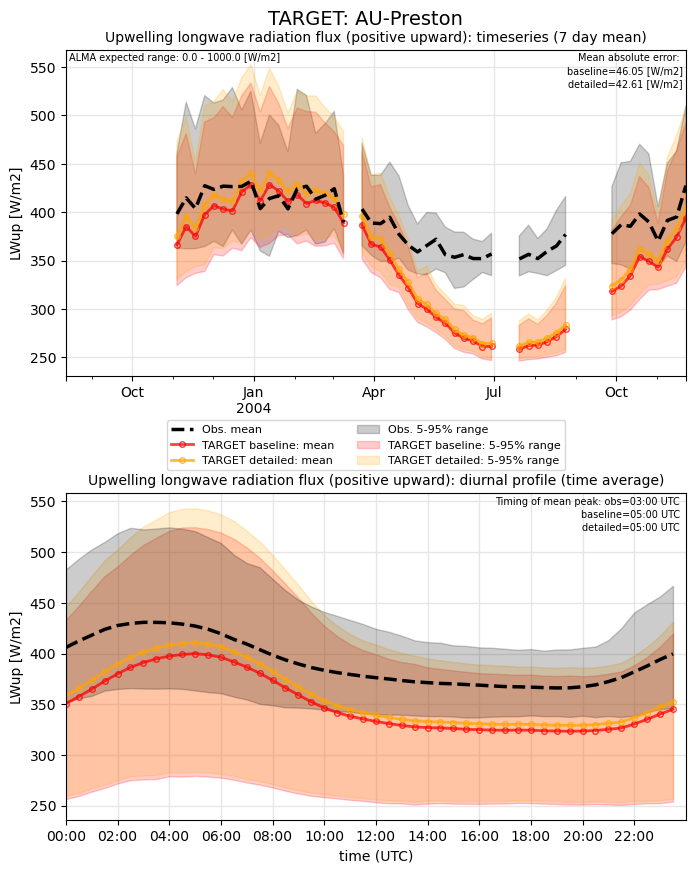 TARGET: AU-Preston
Upwelling longwave radiation flux (positive upward): timeseries (7 day mean)
ALMA expected range: 0.0 - 1000.0 [W/m2]
Mean absolute error:
baseline=46.05 [W/m2]
detailed=42.61 [W/m2]
LWup [W/m2]
550
500
450
400
350
300
250
Oct
Jan
2004
Apr
Jul
Oct
Obs. mean
TARGET baseline: mean
TARGET detailed: mean
Obs. 5-95% range
TARGET baseline: 5-95% range
TARGET detailed: 5-95% range
Upwelling longwave radiation flux (positive upward): diurnal profile (time average)
Timing of mean peak: obs=03:00 UTC
baseline=05:00 UTC
detailed=05:00 UTC
LWup [W/m2]
550
500
450
400
350
300
250
00:00 02:00 04:00 06:00 08:00 10:00 12:00 14:00 16:00 18:00 20:00 22:00
time (UTC)